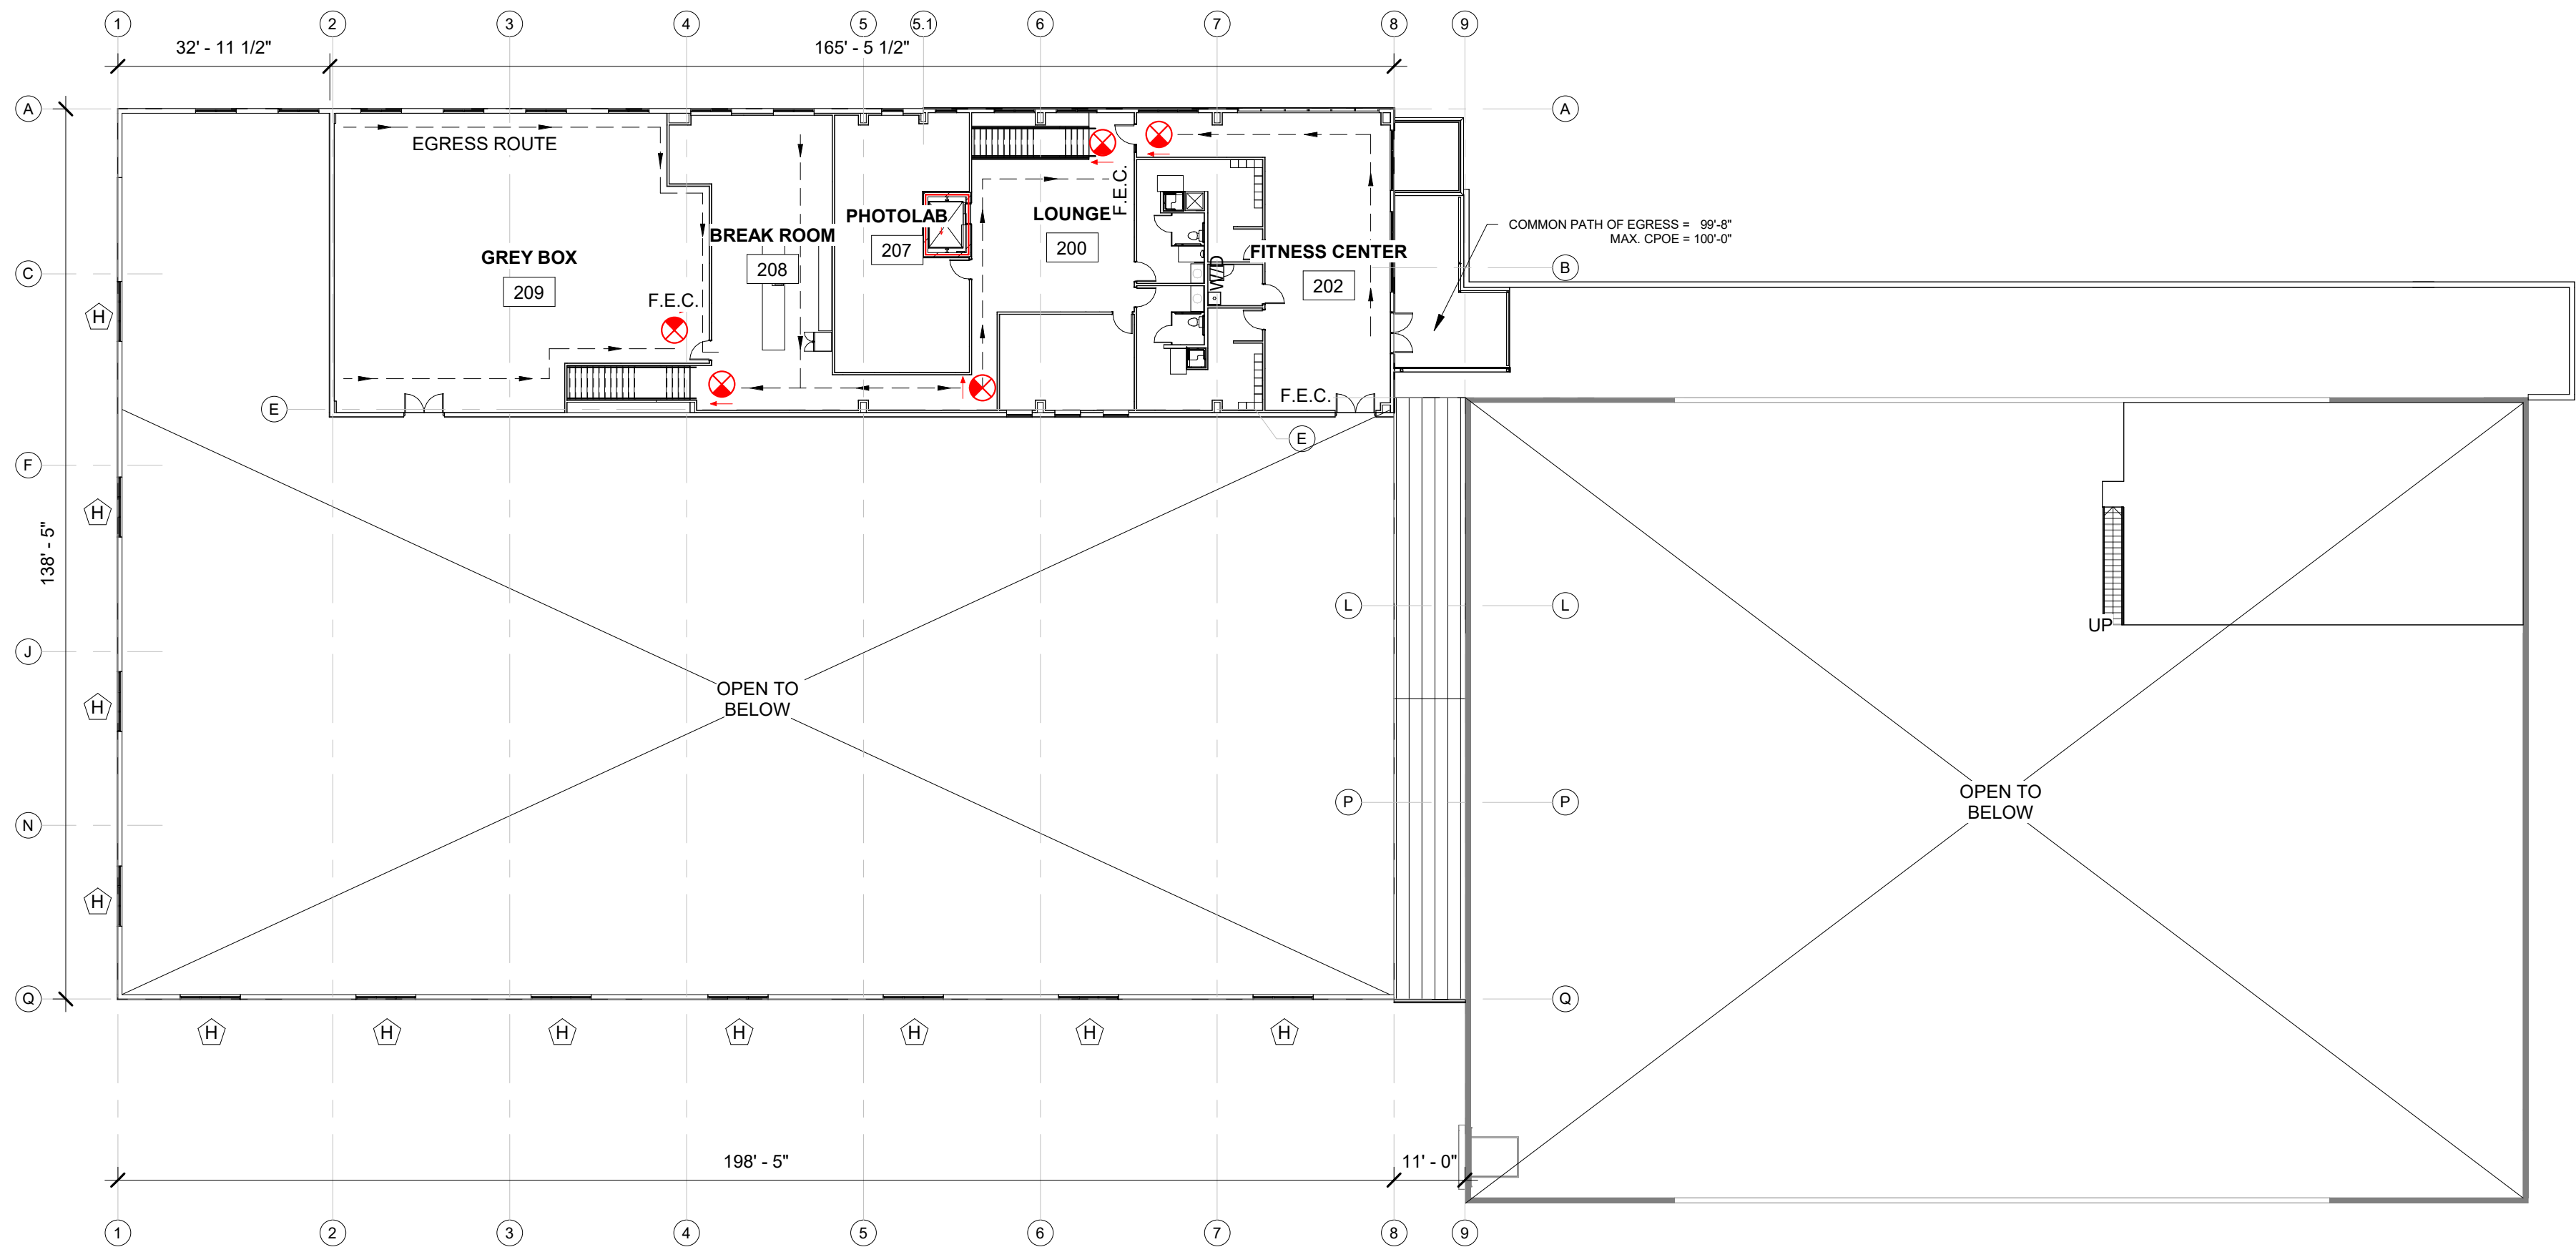 1 2 3 4 5 5.1 6 7 8 9
32' - 11 1/2" 165' - 5 1/2"
A A
EGRESS ROUTE
F.E.C.
PHOTOLAB LOUNGE
207 200
COMMON PATH OF EGRESS = 99'-8"
MAX. CPOE = 100'-0"
BREAK ROOM
208
GREY BOX
209
FITNESS CENTER
202
W/D
C B
F.E.C.
H
F.E.C.
E E
F
H
138' - 5"
L L
UP
J
OPEN TO
BELOW
H
OPEN TO
BELOW
P P
N
H
Q Q
H H H H H H H
198' - 5" 11' - 0"
1 2 3 4 5 6 7 8 9